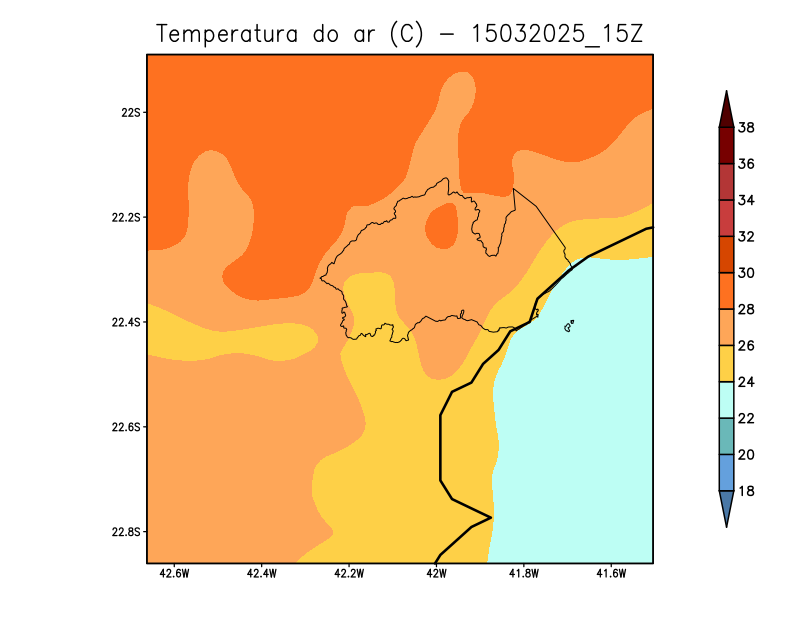 Temperatura do ar (C) − 15032025_15Z
22S
22.2S
22.4S
22.6S
22.8S
42.6W
42.4W
42.2W
42W
41.8W
41.6W
38
36
34
32
30
28
26
24
22
20
18